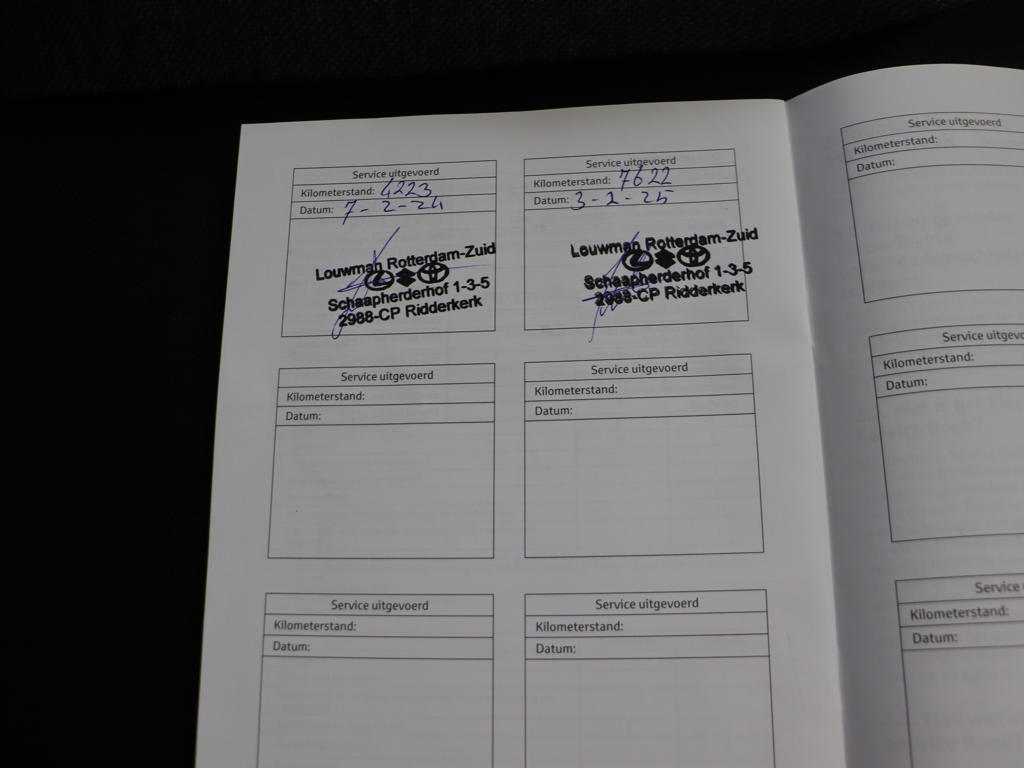 Service uitgevoerd
Kilometerstand: 4223
Datum: 7-2-24
Louwman Rotterdam-Zuid
Schaapherderhof 1-3-5
2988-CP Ridderkerk
Service uitgevoerd
Kilometerstand: 7622
Datum: 3-2-25
Louwman Rotterdam-Zuid
Schaapherderhof 1-3-5
2988-CP Ridderkerk
Service uitgevoerd
Kilometerstand:
Datum:
Service uitgevoerd
Kilometerstand:
Datum:
Service uitgevoerd
Kilometerstand:
Datum:
Service uitgevoerd
Kilometerstand:
Datum:
Service uitgevoerd
Kilometerstand:
Datum:
Service uitgevo
Kilometerstand:
Datum:
Service
Kilometerstand:
Datum: